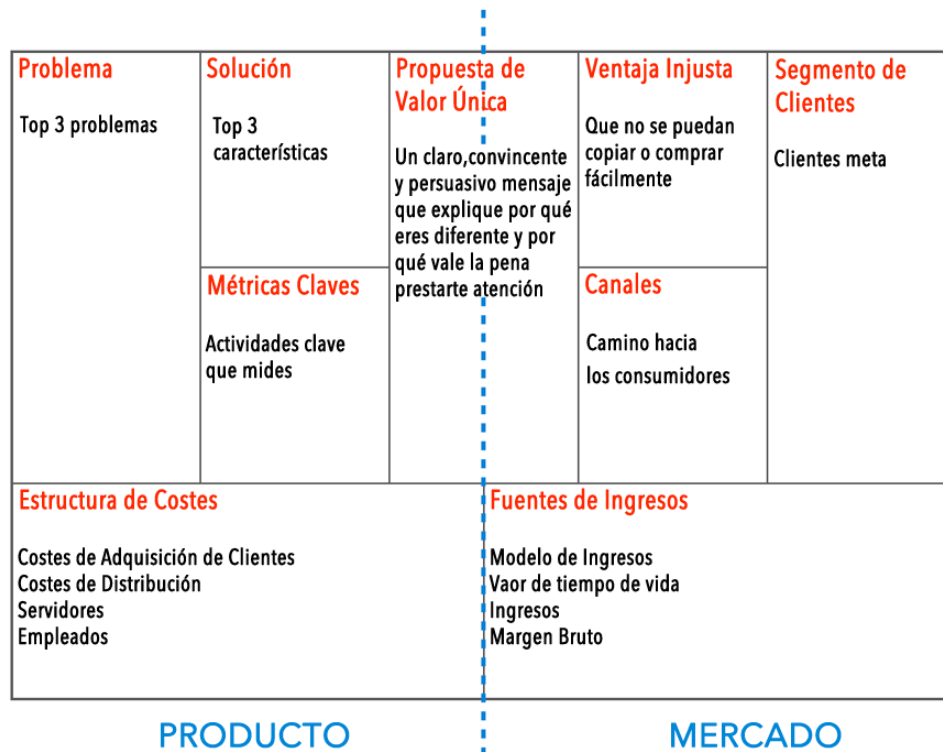 Problema
Top 3 problemas
Solución
Top 3
características
Métricas Claves
Actividades clave
que mides
Propuesta de
Valor Única
Un claro,convincente
y persuasivo mensaje
que explique por qué
eres diferente y por
qué vale la pena
prestarte atención
Ventaja Injusta
Que no se puedan
copiar o comprar
fácilmente
Canales
Camino hacia
los consumidores
Segmento de
Clientes
Clientes meta
Estructura de Costes
Costes de Adquisición de Clientes
Costes de Distribución
Servidores
Empleados
Fuentes de Ingresos
Modelo de Ingresos
Vaor de tiempo de vida
Ingresos
Margen Bruto
PRODUCTO
MERCADO